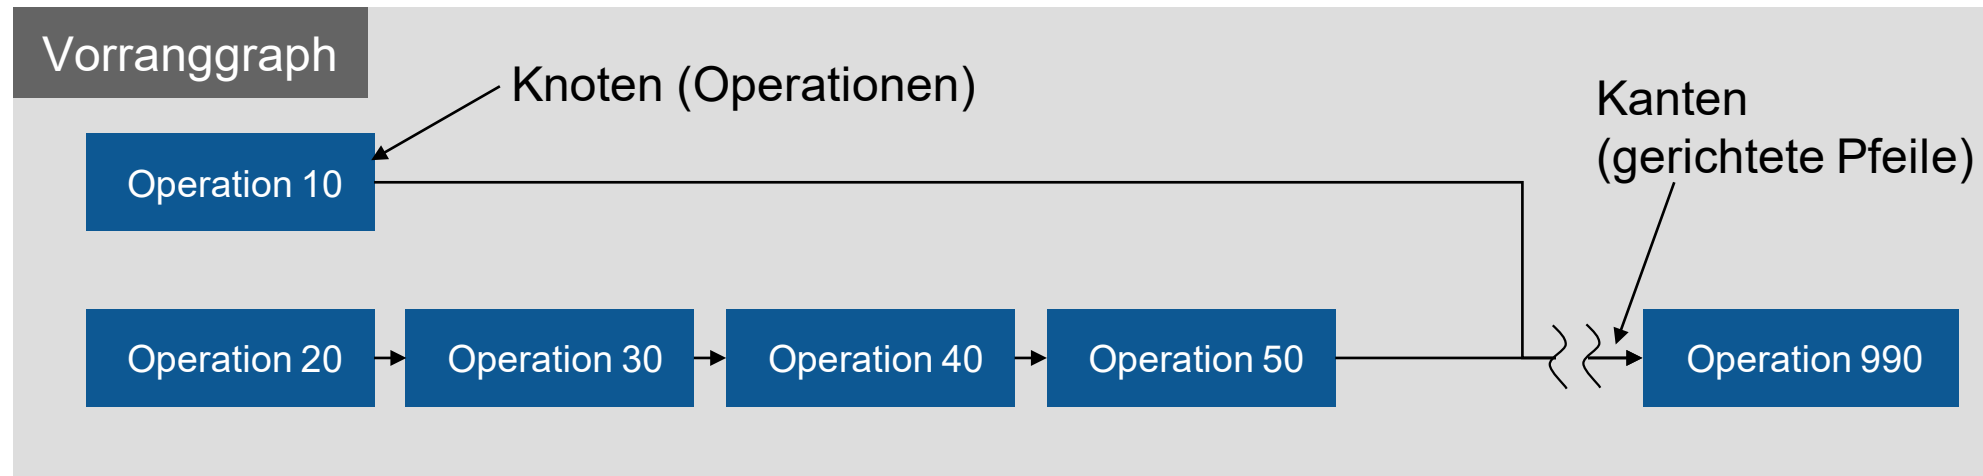 Vorranggraph
Knoten (Operationen)
Kanten
(gerichtete Pfeile)
Operation 10
Operation 20
Operation 30
Operation 40
Operation 50
Operation 990